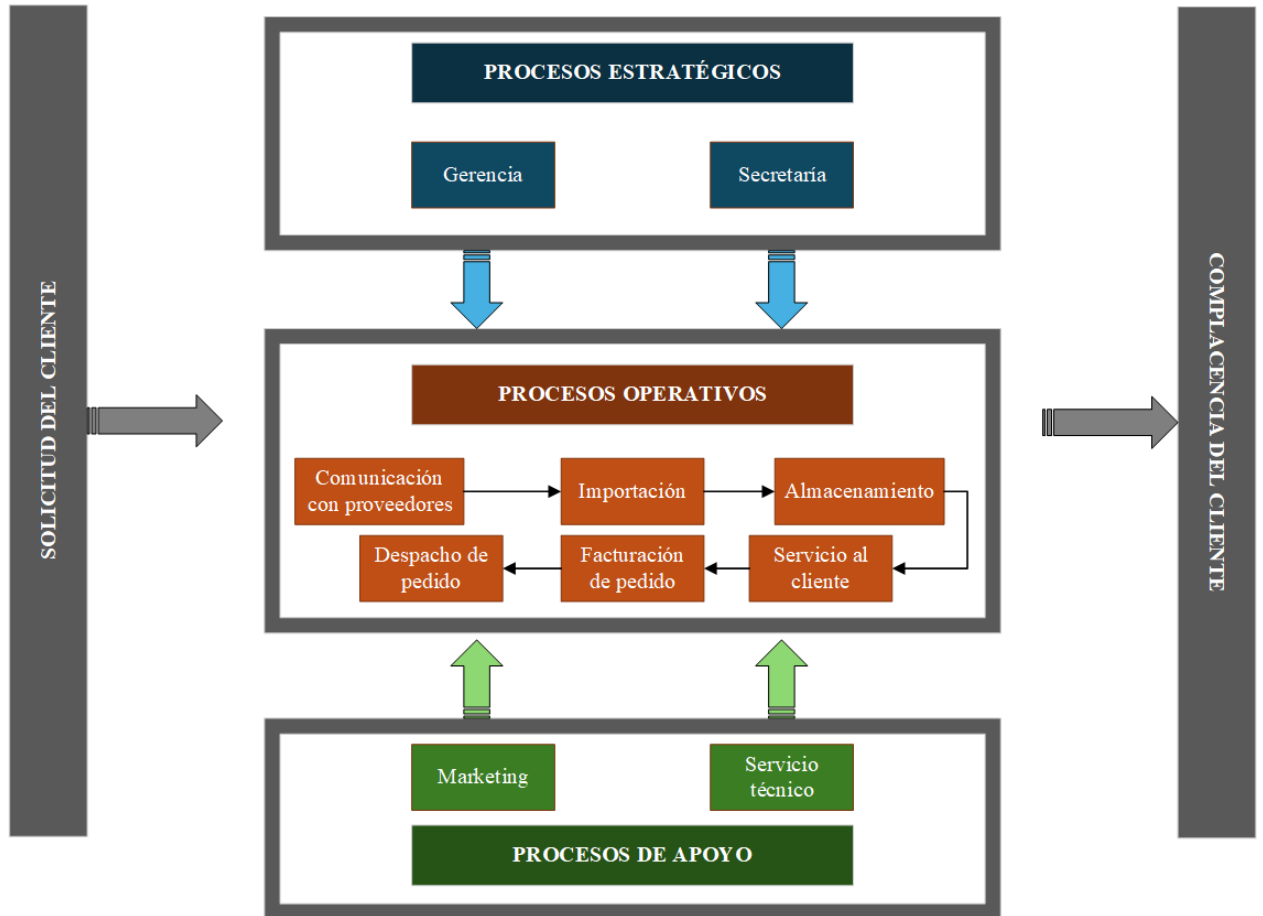 SOLICITUD DEL CLIENTE
PROCESOS ESTRATÉGICOS
Gerencia
Secretaría
PROCESOS OPERATIVOS
Comunicación
con proveedores
Importación
Almacenamiento
Servicio al
cliente
Facturación
de pedido
Despacho de
pedido
Marketing
Servicio
técnico
PROCESOS DE APOYO
COMPLACENCIA DEL CLIENTE